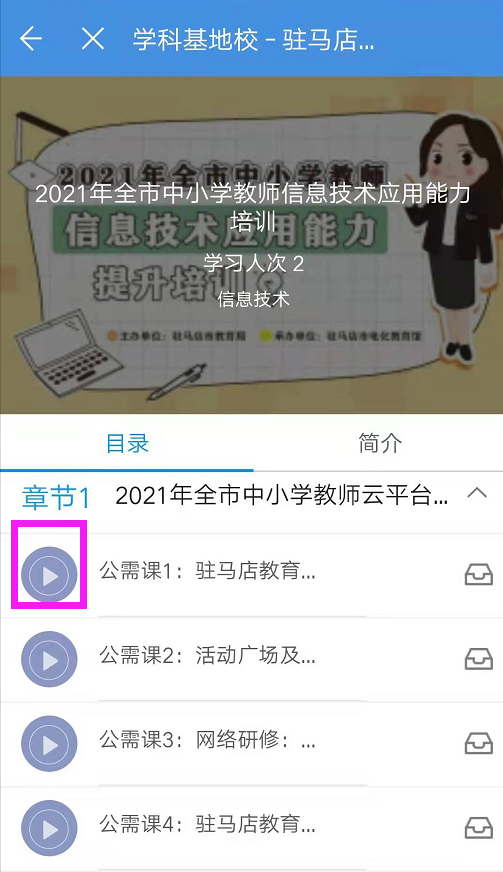 学科基地校 - 驻马店...
2021年全市中小学教师
2021年全市中小学教师信息技术应用能力
培训
信息技术应用能力
学习人次 2
提升培训
信息技术
主办单位：驻马店市教育局 承办单位：驻马店市电化教育馆
目录
简介
章节1 2021年全市中小学教师云平台...
公需课1：驻马店教育...
公需课2：活动广场及...
公需课3：网络研修：...
公需课4：驻马店教育...